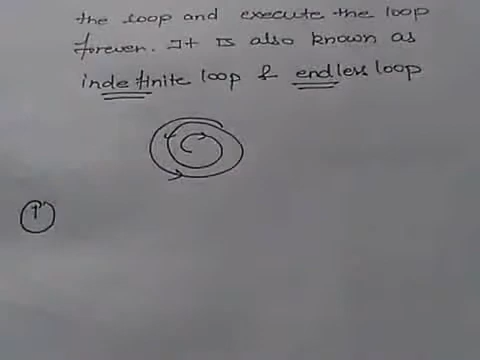 the loop and execute the loop
forever. It is also known as
indefinite loop & endless loop